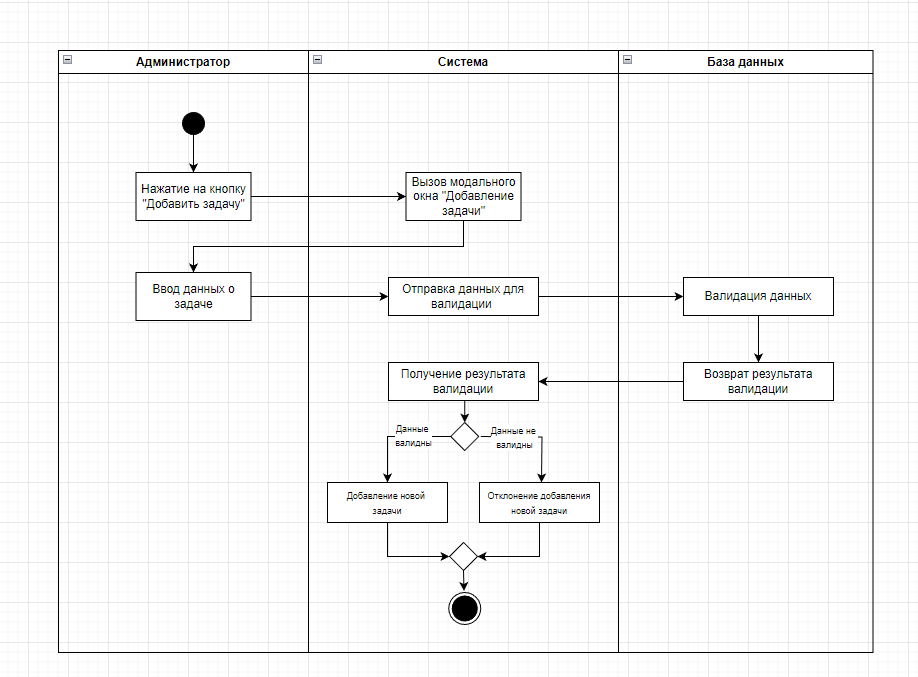 Администратор
Система
База данных
Нажатие на кнопку
"Добавить задачу"
Вызов модального
окна "Добавление
задачи"
Ввод данных о
задаче
Отправка данных для
валидации
Валидация данных
Получение результата
валидации
Возврат результата
валидации
Данные
валидны
Данные не
валидны
Добавление новой
задачи
Отклонение добавления
новой задачи